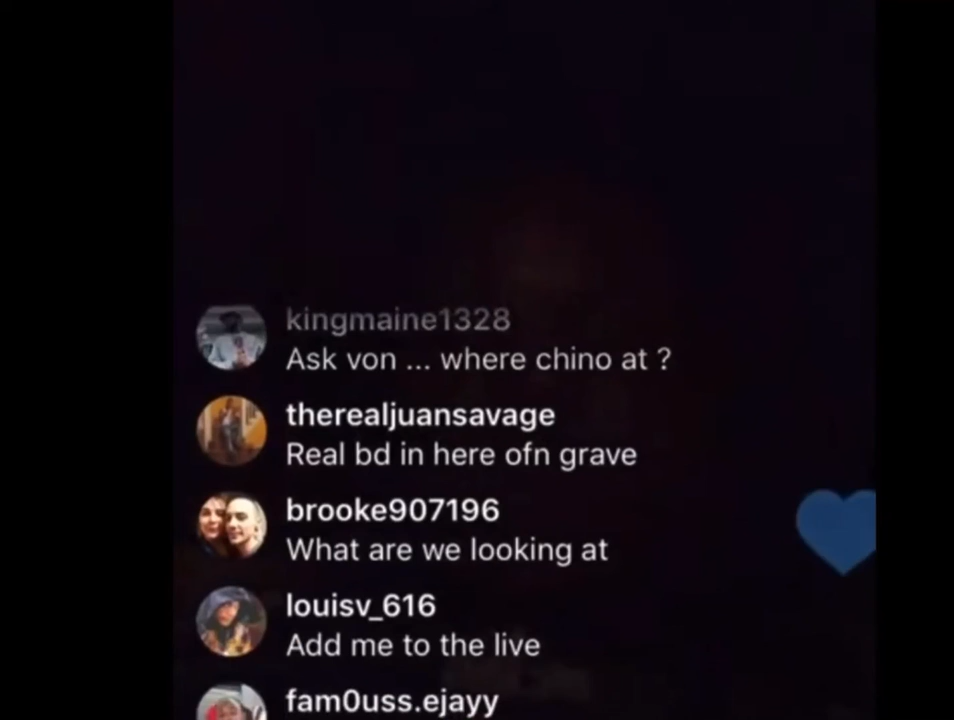 kingmaine1328
Ask von ... where chino at ?
therealjuansavage
Real bd in here ofn grave
brooke907196
What are we looking at
louisv_616
Add me to the live
fam0uss.ejayy